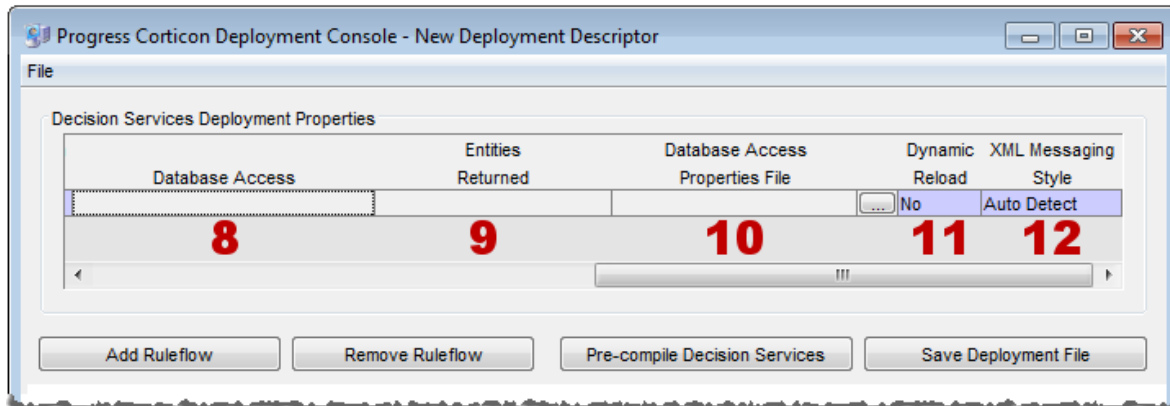 Progress Corticon Deployment Console - New Deployment Descriptor
File
Decision Services Deployment Properties
Entities Database Access Dynamic XML Messaging
Database Access Returned Properties File Reload Style
... No Auto Detect
8 9 10 11 12
Add Ruleflow Remove Ruleflow Pre-compile Decision Services Save Deployment File